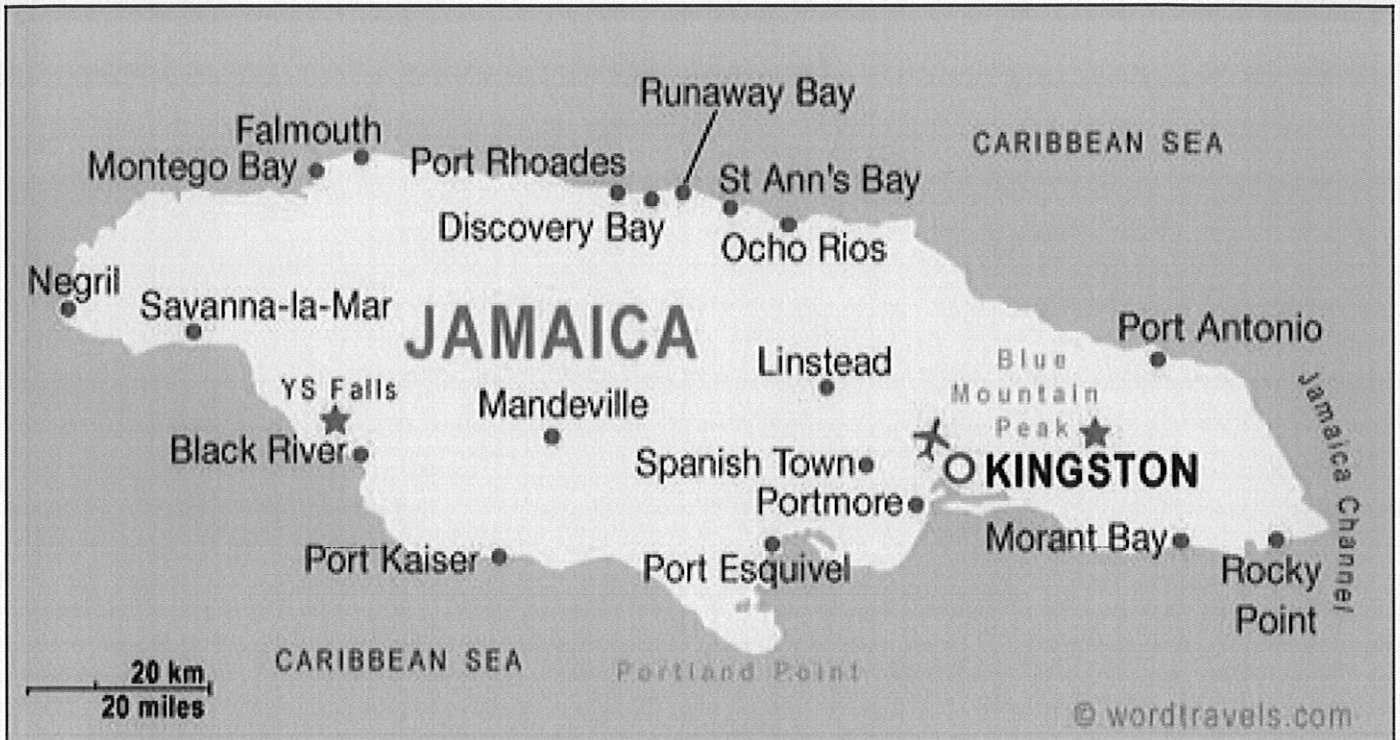 Runaway Bay
Falmouth
CARIBBEAN SEA
Montego Bay
Port Rhoades
St Ann's Bay
Discovery Bay
Ocho Rios
Negril
Savanna-la-Mar
JAMAICA
Port Antonio
Linstead
Blue
Mountain
Peak
YS Falls
Mandeville
Jamaica Channel
Black River
Spanish Town
KINGSTON
Portmore
Morant Bay
Port Kaiser
Port Esquivel
Rocky
Point
CARIBBEAN SEA
Portland Point
20 km
20 miles
© wordtravels.com